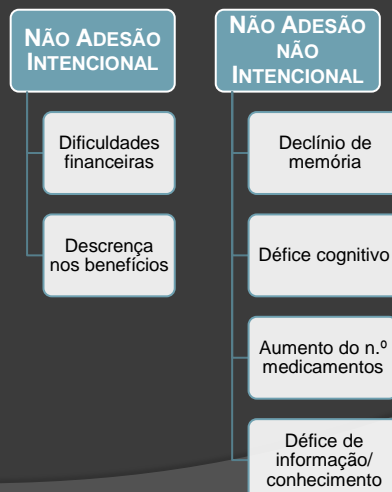 NÃO ADESÃO
INTENCIONAL
Dificuldades
financeiras
Descrença
nos benefícios
NÃO ADESÃO
NÃO
INTENCIONAL
Declínio de
memória
Défice cognitivo
Aumento do n.º
medicamentos
Défice de
informação/
conhecimento